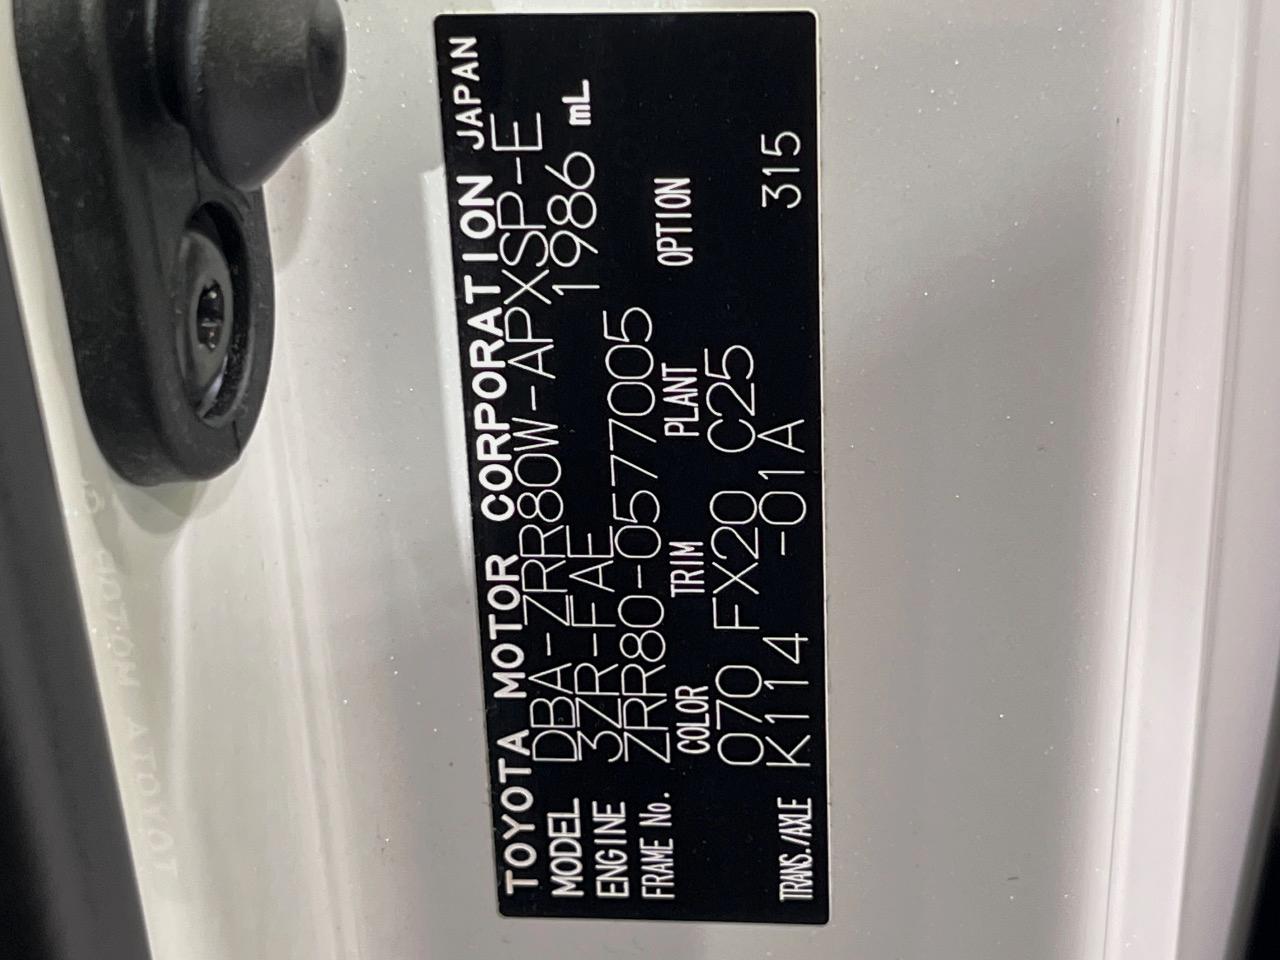 TOYOTA MOTOR CORPORATION JAPAN
MODEL DBA-ZRR80W-APXSP-E
ENGINE 3ZR-FAE 1986 mL
FRAME No. ZRR80-0577005
COLOR TRIM PLANT OPTION
070 FX20 C25
TRANS./AXLE K114 -01A 315